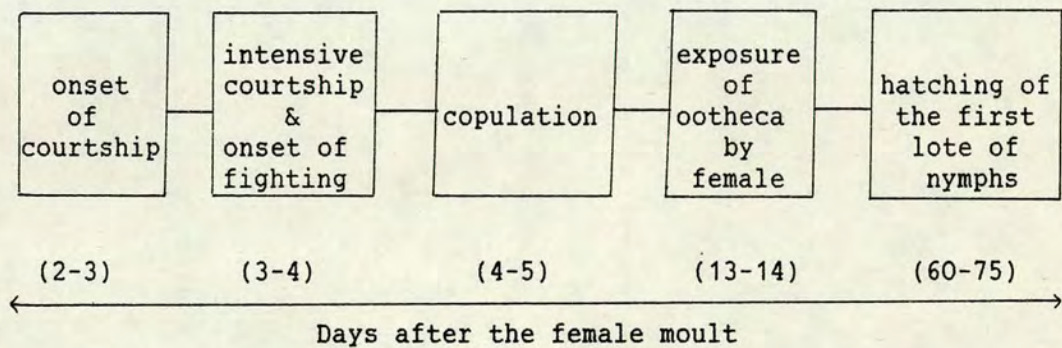 onset
of
courtship
intensive
courtship
&
onset of
fighting
copulation
exposure
of
ootheca
by
female
hatching of
the first
lote of
nymphs
(2-3)
(3-4)
(4-5)
(13-14)
(60-75)
Days after the female moult